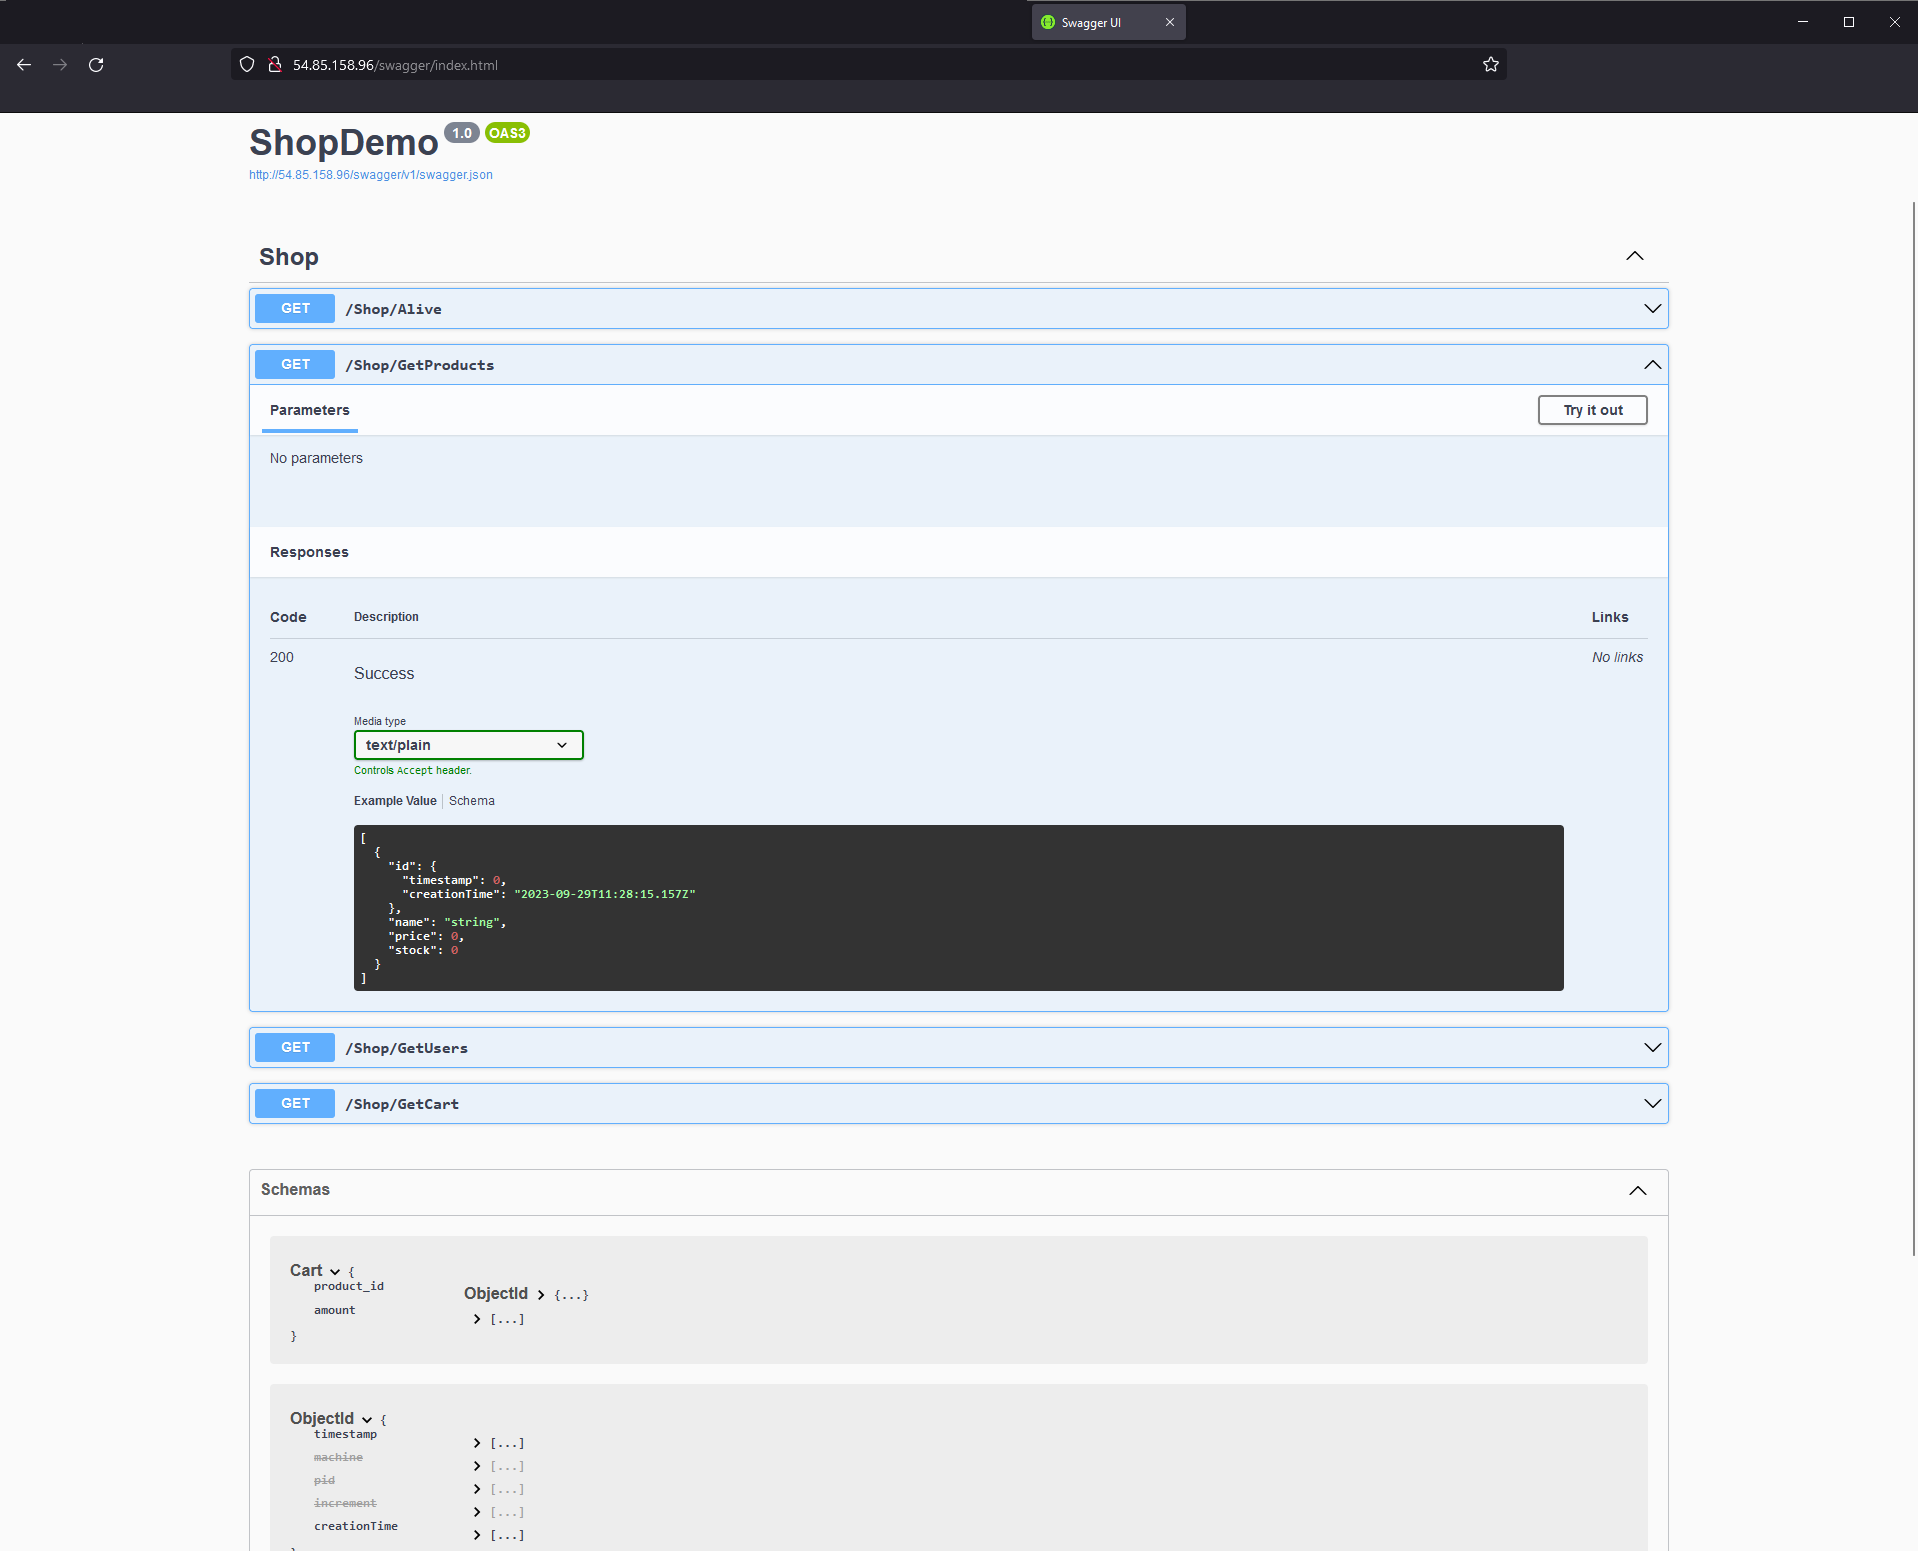 Swagger UI
54.85.158.96/swagger/index.html
ShopDemo 1.0 OAS3
http://54.85.158.96/swagger/v1/swagger.json
Shop
GET /Shop/Alive
GET /Shop/GetProducts
Parameters Try it out
No parameters
Responses
Code Description Links
200 Success No links
Media type
text/plain
Controls Accept header.
Example Value Schema
[
{
"id": {
"timestamp": 0,
"creationTime": "2023-09-29T11:28:15.157Z"
},
"name": "string",
"price": 0,
"stock": 0
}
]
GET /Shop/GetUsers
GET /Shop/GetCart
Schemas
Cart {
product_id ObjectId {...}
amount [...]
}
ObjectId {
timestamp [...]
machine [...]
pid [...]
increment [...]
creationTime [...]